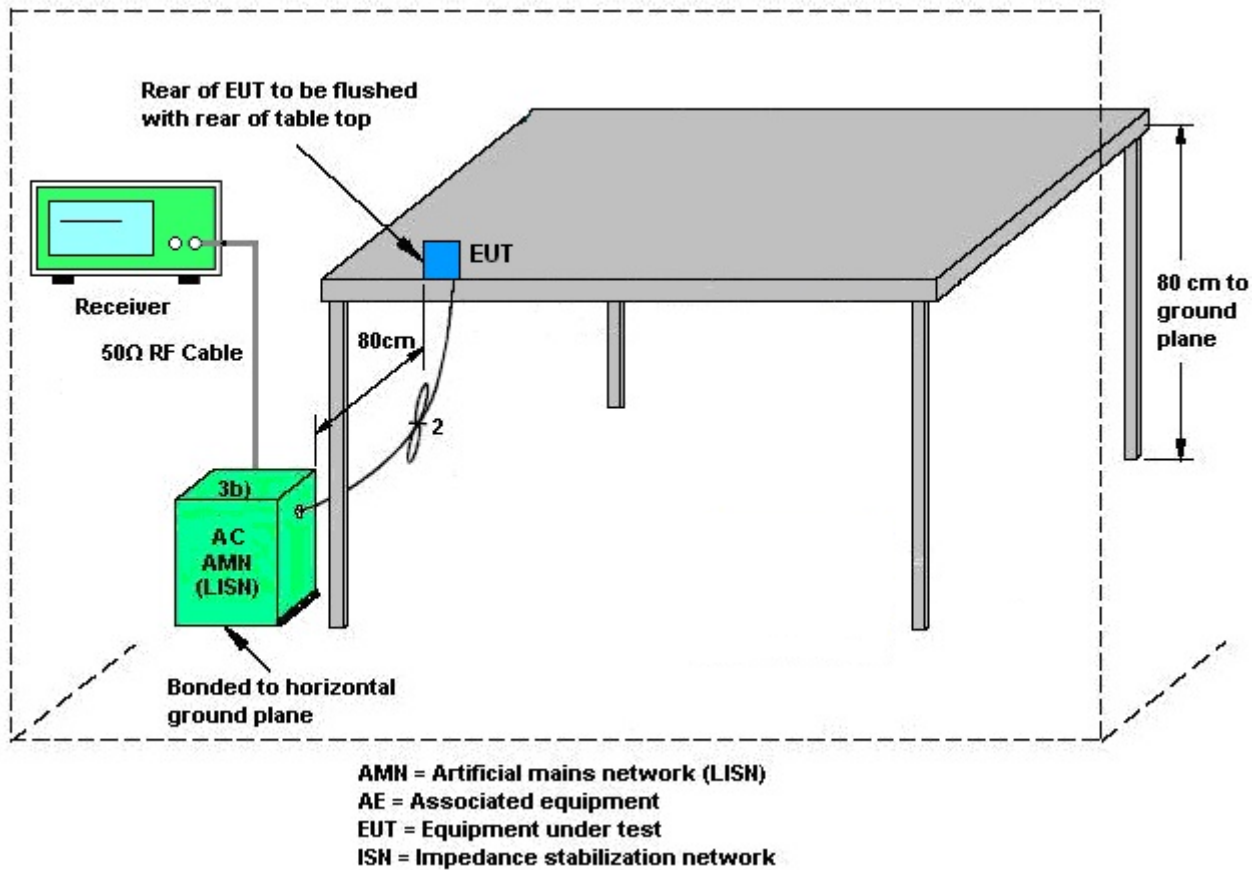 Rear of EUT to be flushed
with rear of table top
EUT
Receiver
50Ω RF Cable
80cm
80 cm to
ground
plane
2
3b)
AC
AMN
(LISN)
Bonded to horizontal
ground plane
AMN = Artificial mains network (LISN)
AE = Associated equipment
EUT = Equipment under test
ISN = Impedance stabilization network